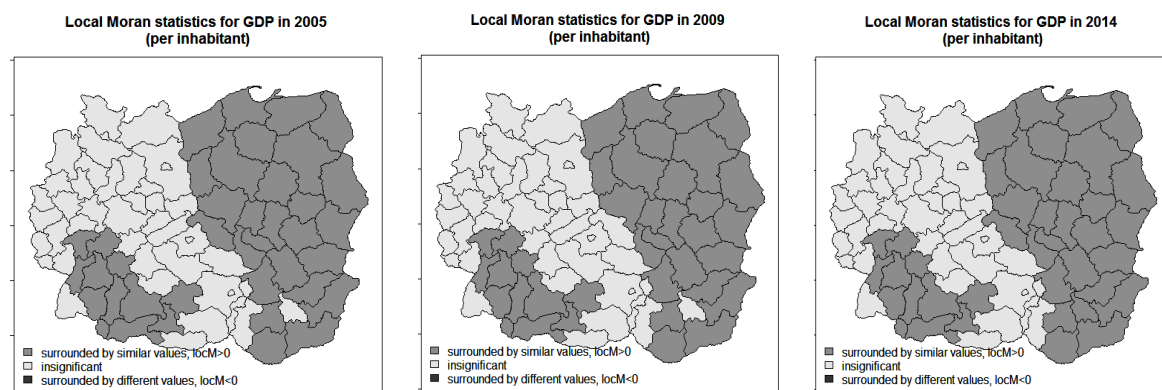 Local Moran statistics for GDP in 2005
(per inhabitant)
surrounded by similar values, locM>0
insignificant
surrounded by different values, locM<0
Local Moran statistics for GDP in 2009
(per inhabitant)
surrounded by similar values, locM>0
insignificant
surrounded by different values, locM<0
Local Moran statistics for GDP in 2014
(per inhabitant)
surrounded by similar values, locM>0
insignificant
surrounded by different values, locM<0